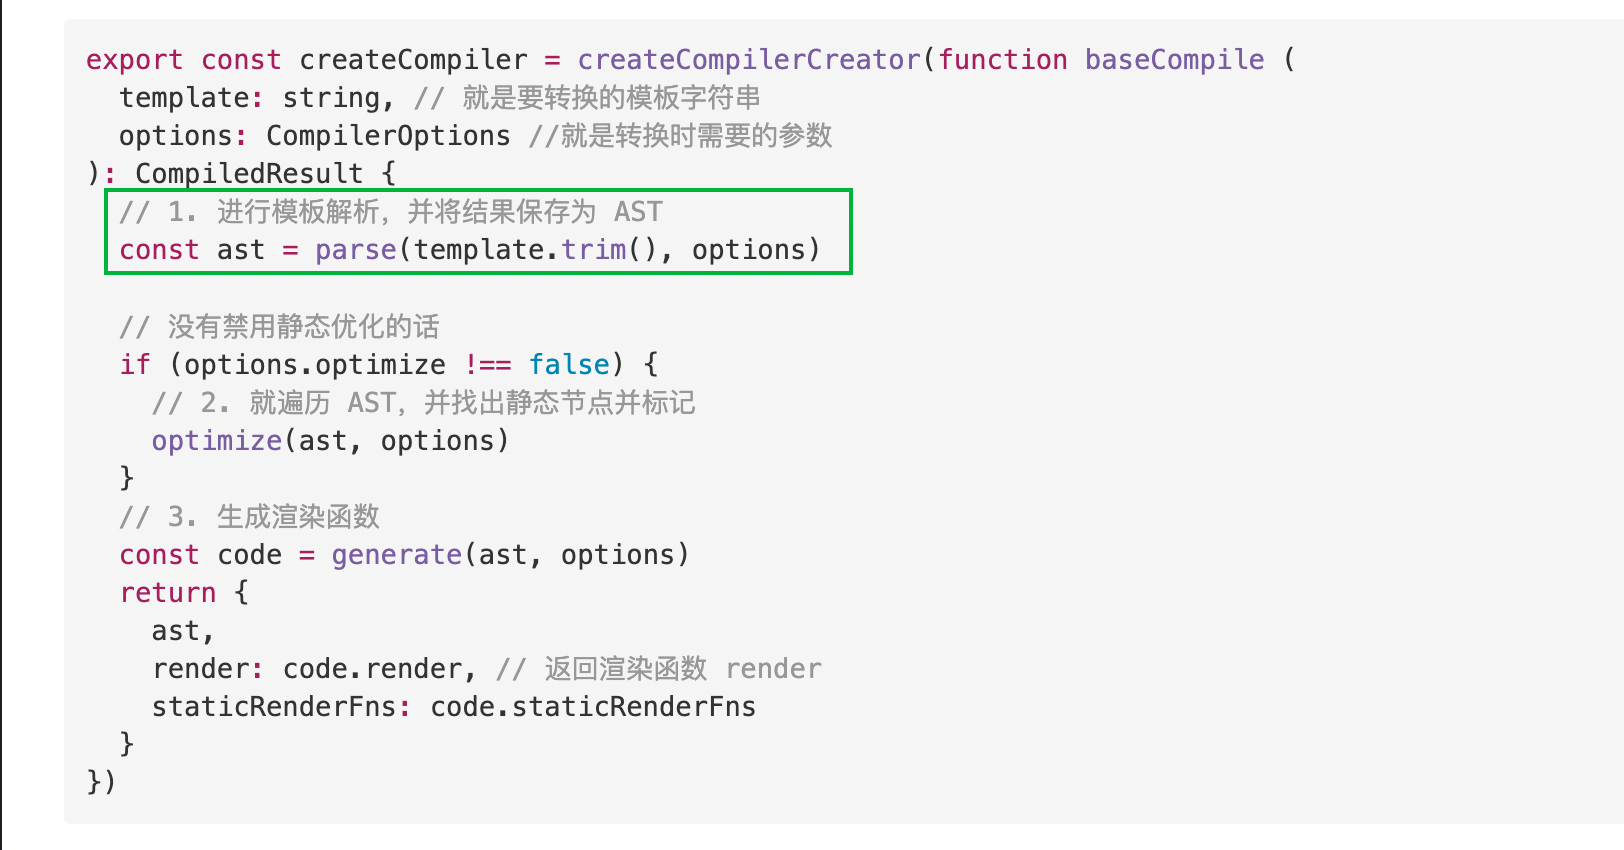 export const createCompiler = createCompilerCreator(function baseCompile (
  template: string, // 就是要转换的模板字符串
  options: CompilerOptions //就是转换时需要的参数
): CompiledResult {
  // 1. 进行模板解析，并将结果保存为 AST
  const ast = parse(template.trim(), options)
  // 没有禁用静态优化的话
  if (options.optimize !== false) {
    // 2. 就遍历 AST，并找出静态节点并标记
    optimize(ast, options)
  }
  // 3. 生成渲染函数
  const code = generate(ast, options)
  return {
    ast,
    render: code.render, // 返回渲染函数 render
    staticRenderFns: code.staticRenderFns
  }
})